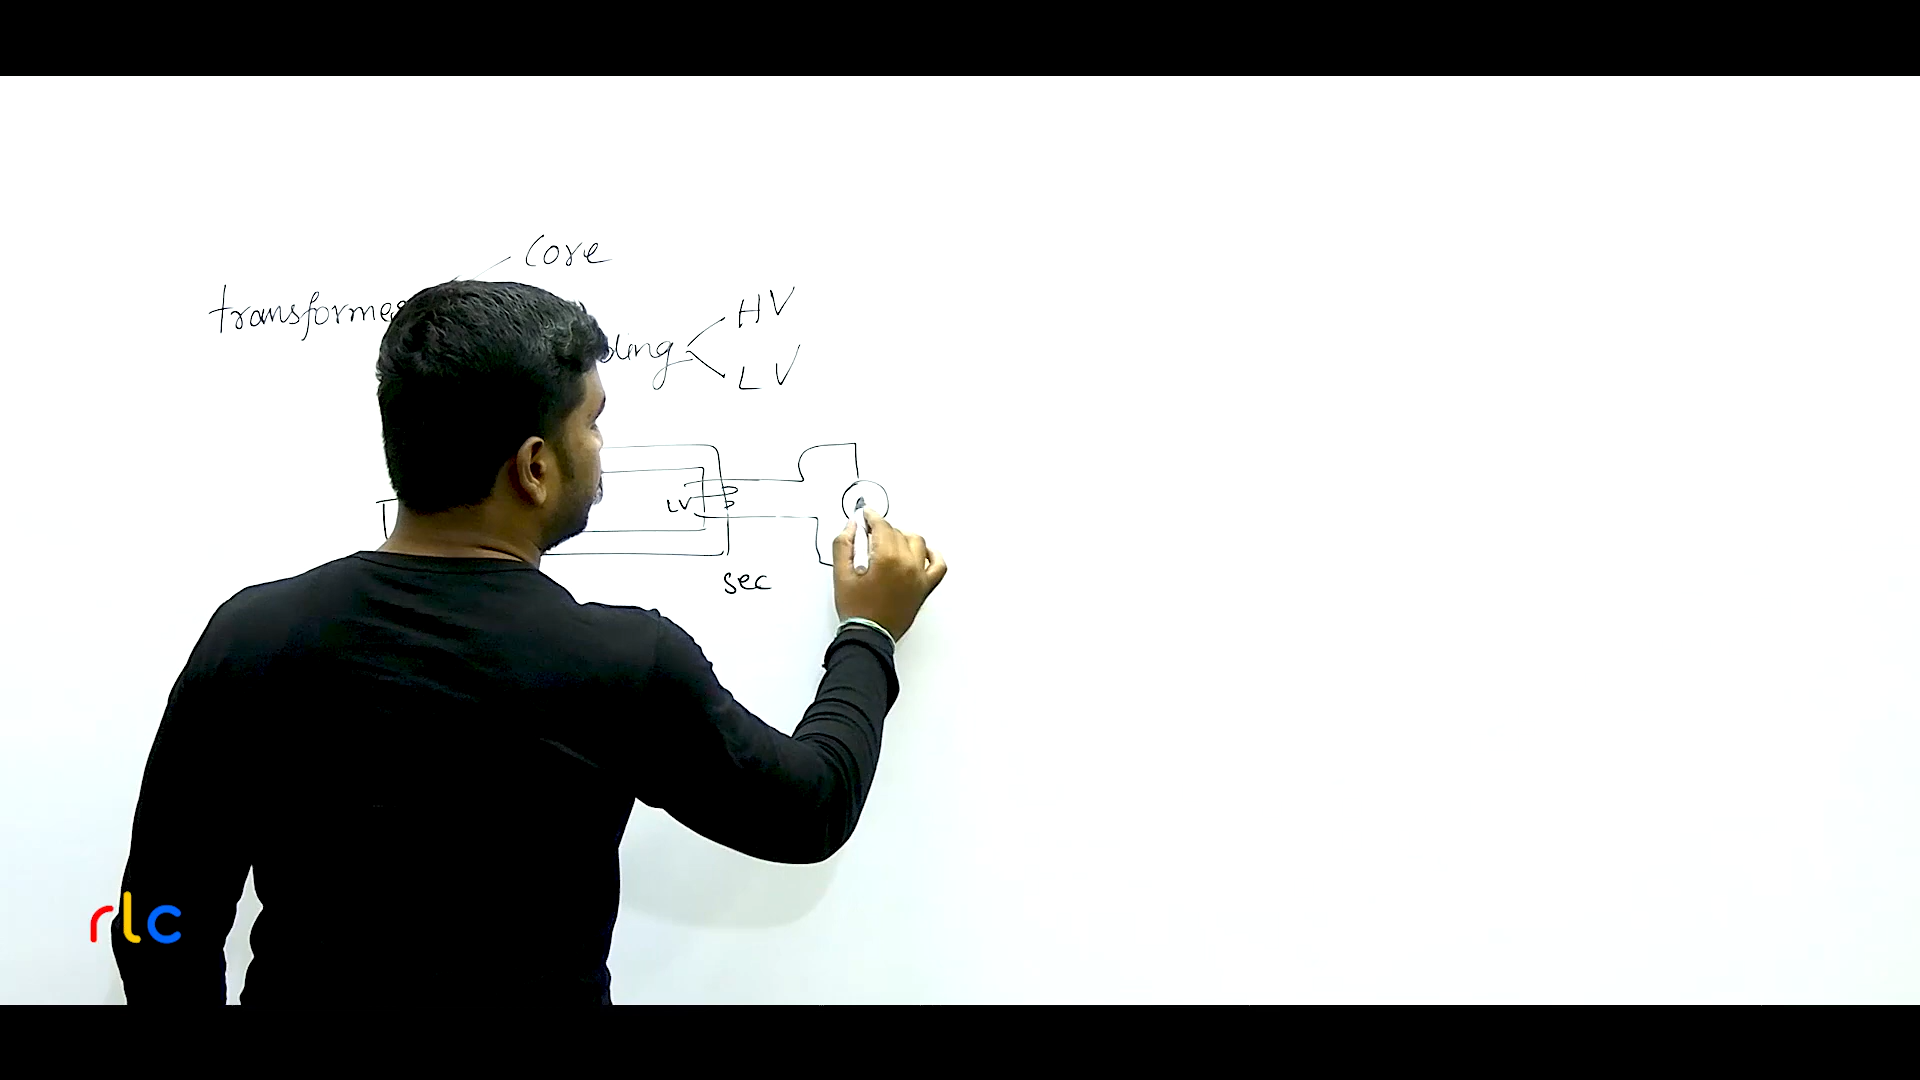 Core
transformer
HV
LV
LV
sec
rlc